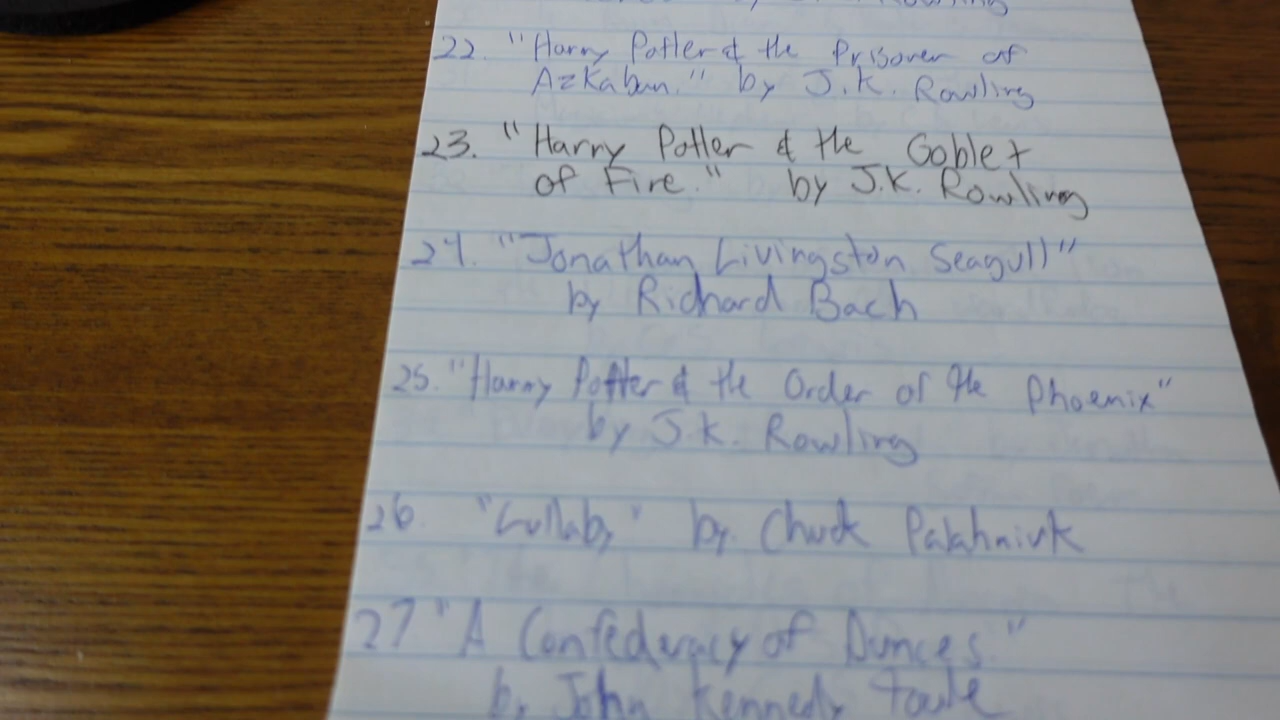 22. "Harry Potter & the Prisoner of
Azkaban." by J.K. Rowling
23. "Harry Potter & the Goblet
of Fire." by J.K. Rowling
24. "Jonathan Livingston Seagull"
by Richard Bach
25. "Harry Potter & the Order of the Phoenix"
by J.K. Rowling
26. "Lullaby" by Chuck Palahniuk
27 "A Confederacy of Dunces."
by John Kennedy Toole